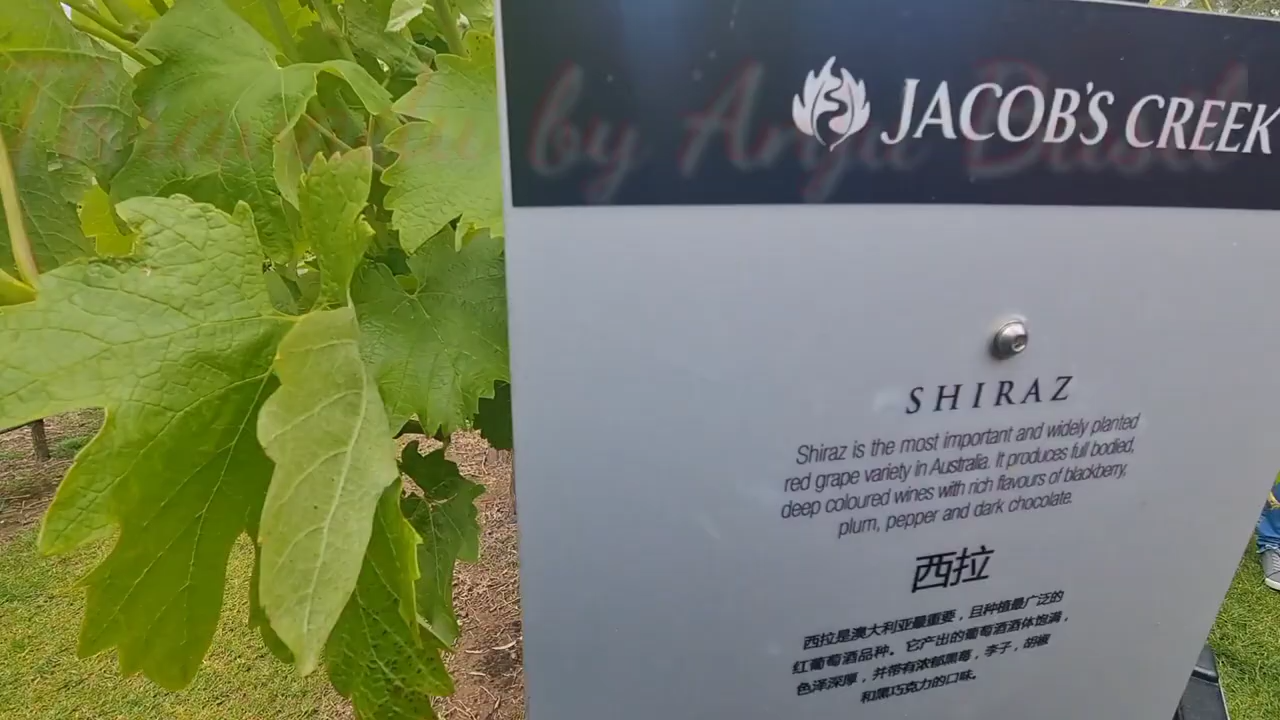 by Anju Dash
JACOB'S CREEK
SHIRAZ
Shiraz is the most important and widely planted
red grape variety in Australia. It produces full bodied,
deep coloured wines with rich flavours of blackberry,
plum, pepper and dark chocolate.
西拉
西拉是澳大利亚最重要，且种植最广泛的
红葡萄酒品种。它产出的葡萄酒酒体饱满，
色泽深厚，并带有浓郁黑莓，李子，胡椒
和黑巧克力的口味。